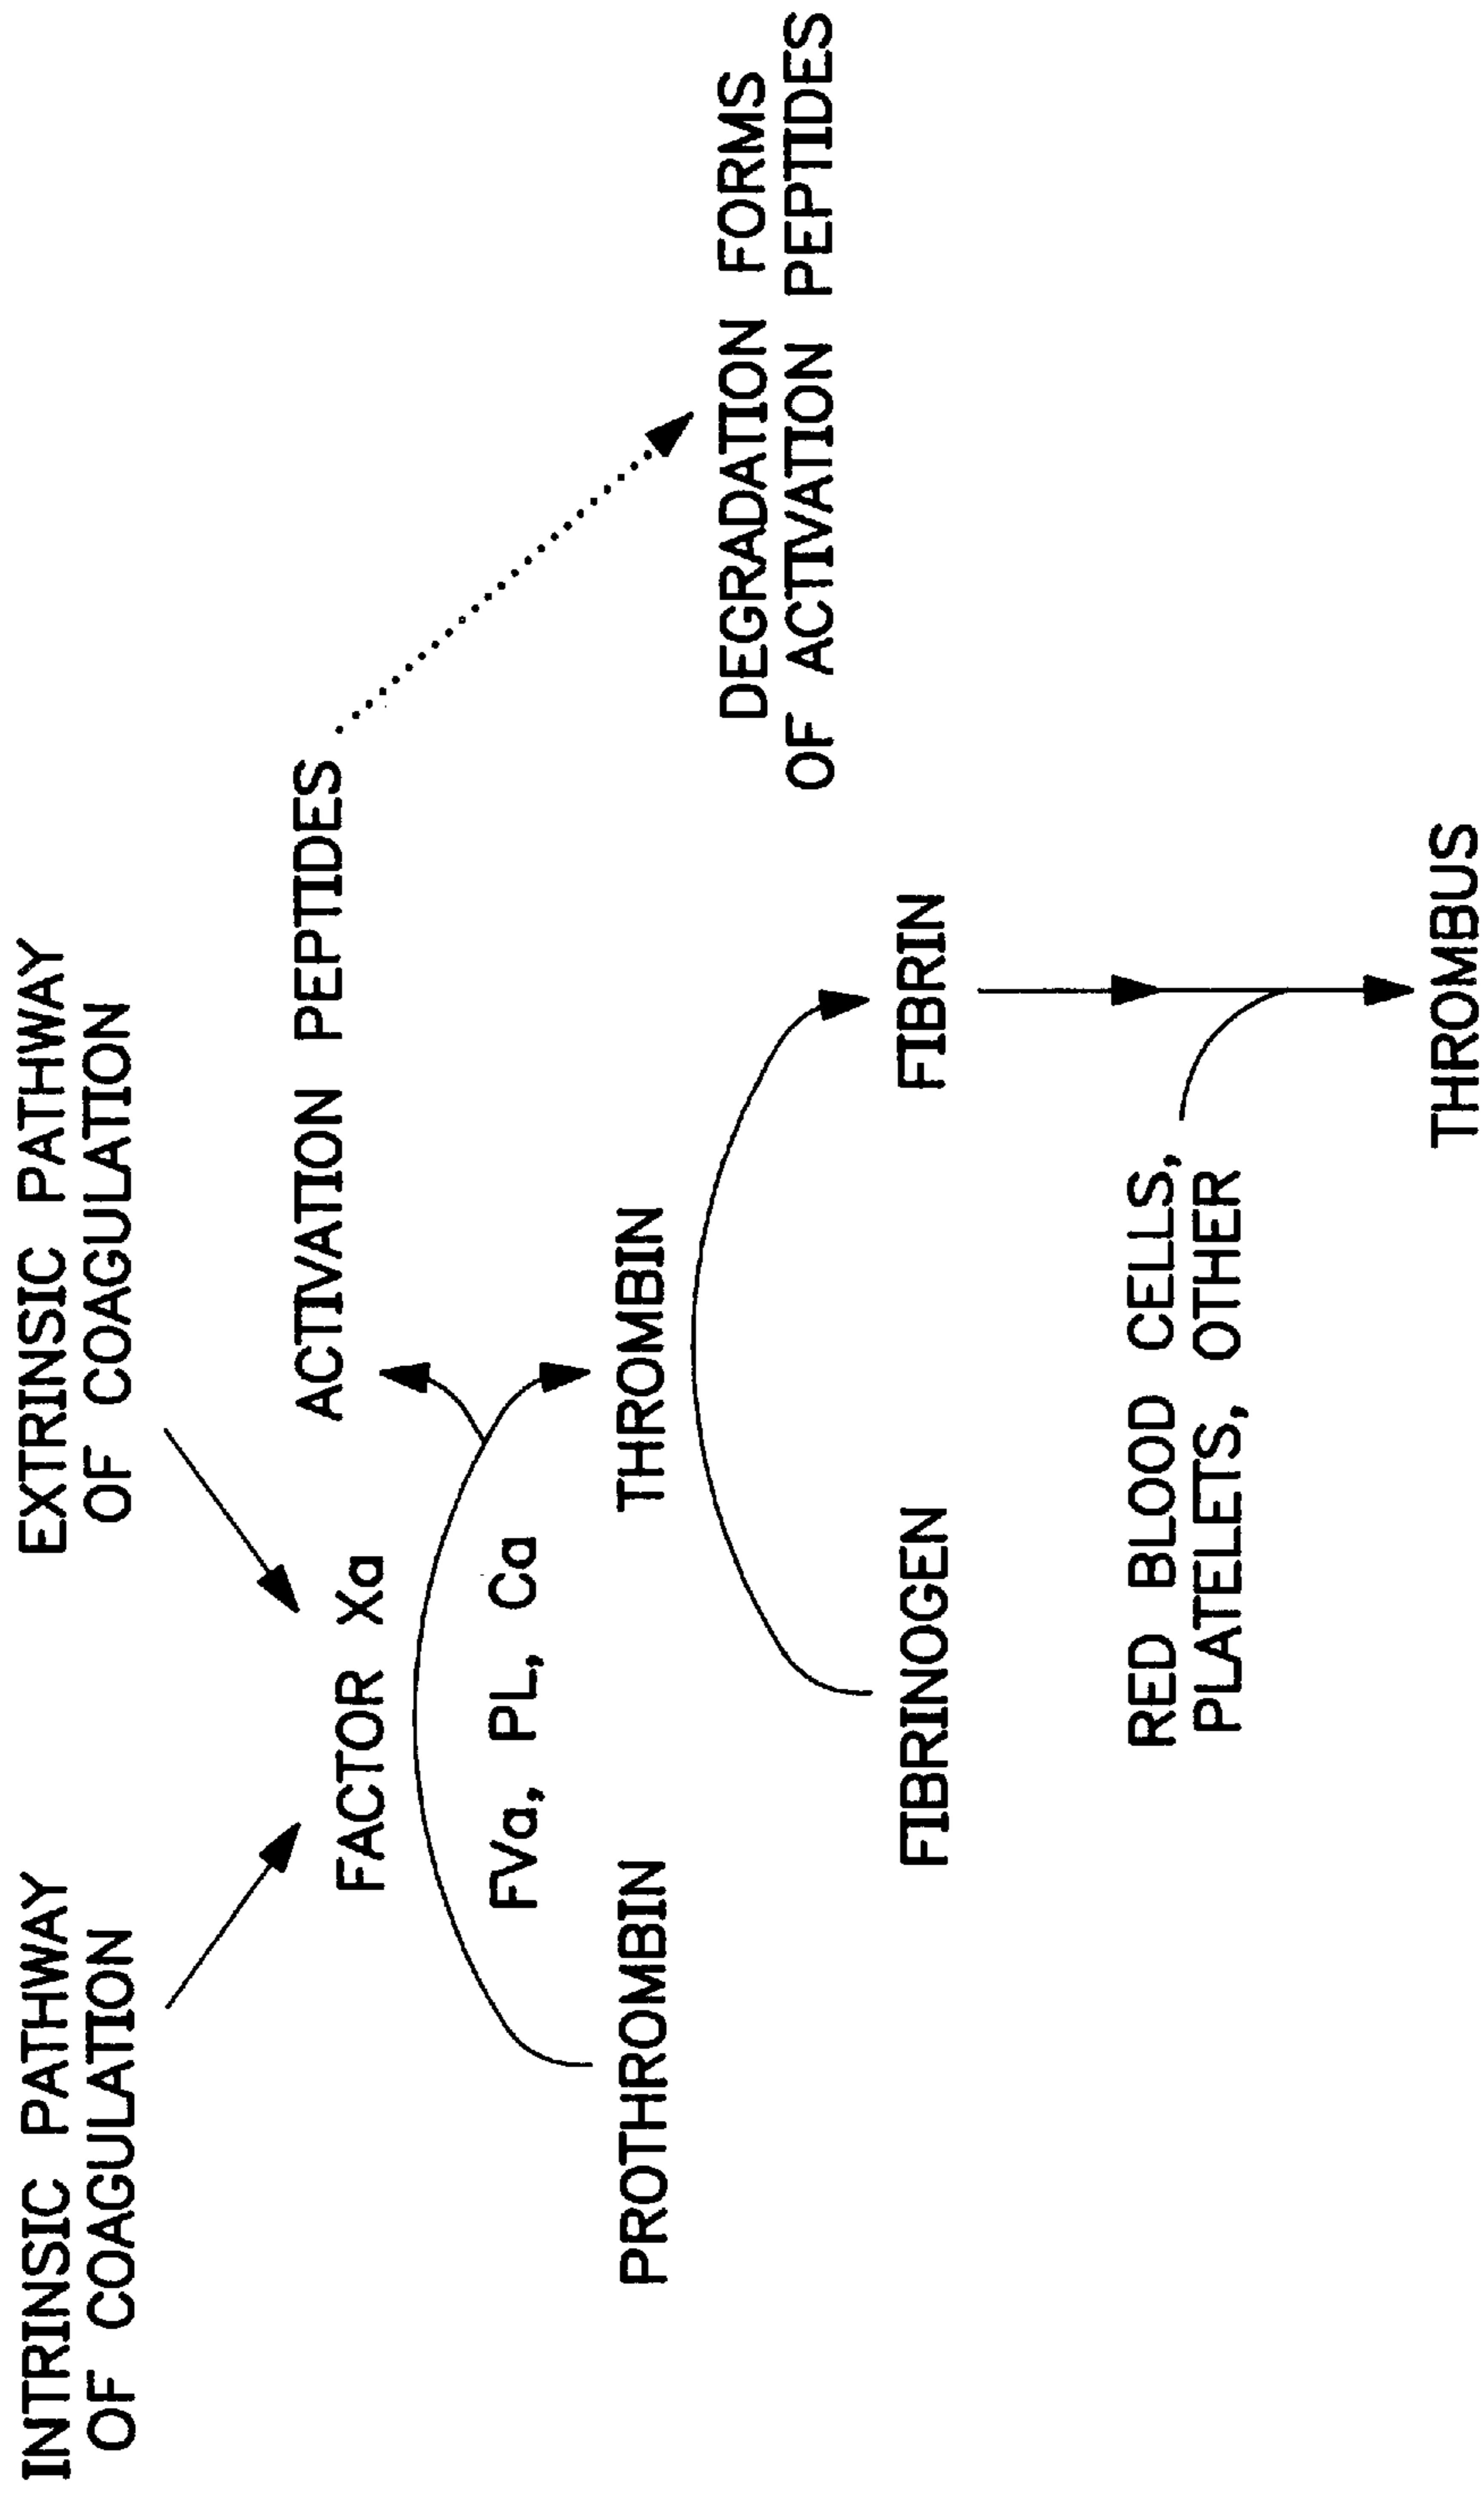 INTRINSIC PATHWAY
OF COAGULATION
EXTRINSIC PATHWAY
OF COAGULATION
ACTIVATION PEPTIDES
FACTOR Xa
FVa, PL, Ca
PROTHROMBIN
THROMBIN
DEGRADATION FORMS
OF ACTIVATION PEPTIDES
FIBRINOGEN
FIBRIN
RED BLOOD CELLS,
PLATELETS, OTHER
THROMBUS